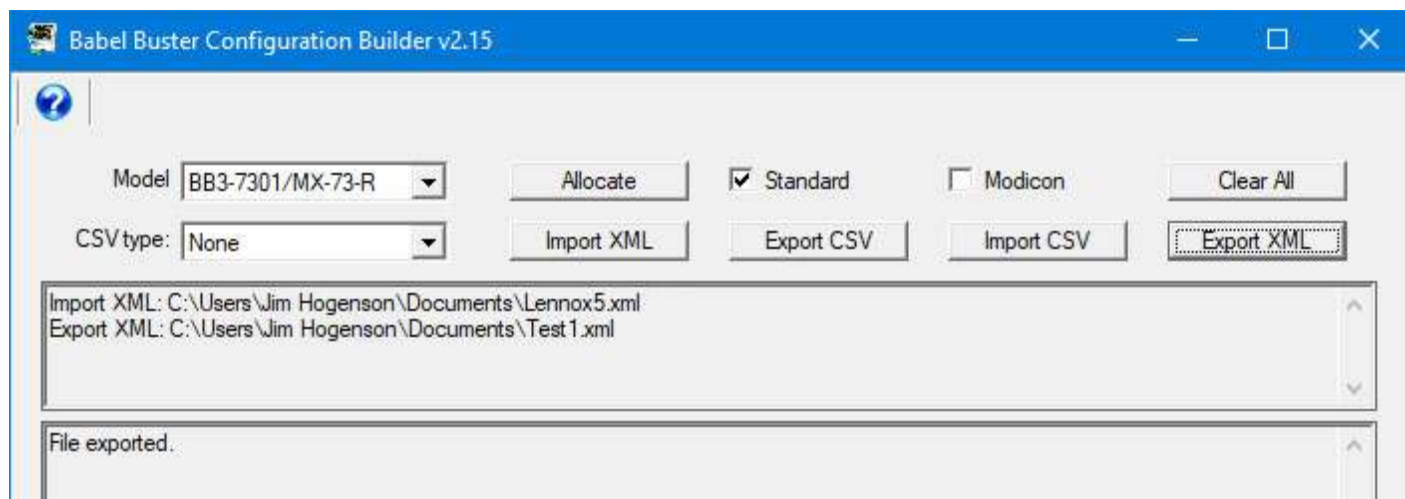 Babel Buster Configuration Builder v2.15
Model BB3-7301/MX-73-R Allocate Standard Modicon Clear All
CSV type: None Import XML Export CSV Import CSV Export XML
Import XML: C:\Users\Jim Hogenson\Documents\Lennox5.xml
Export XML: C:\Users\Jim Hogenson\Documents\Test1.xml
File exported.